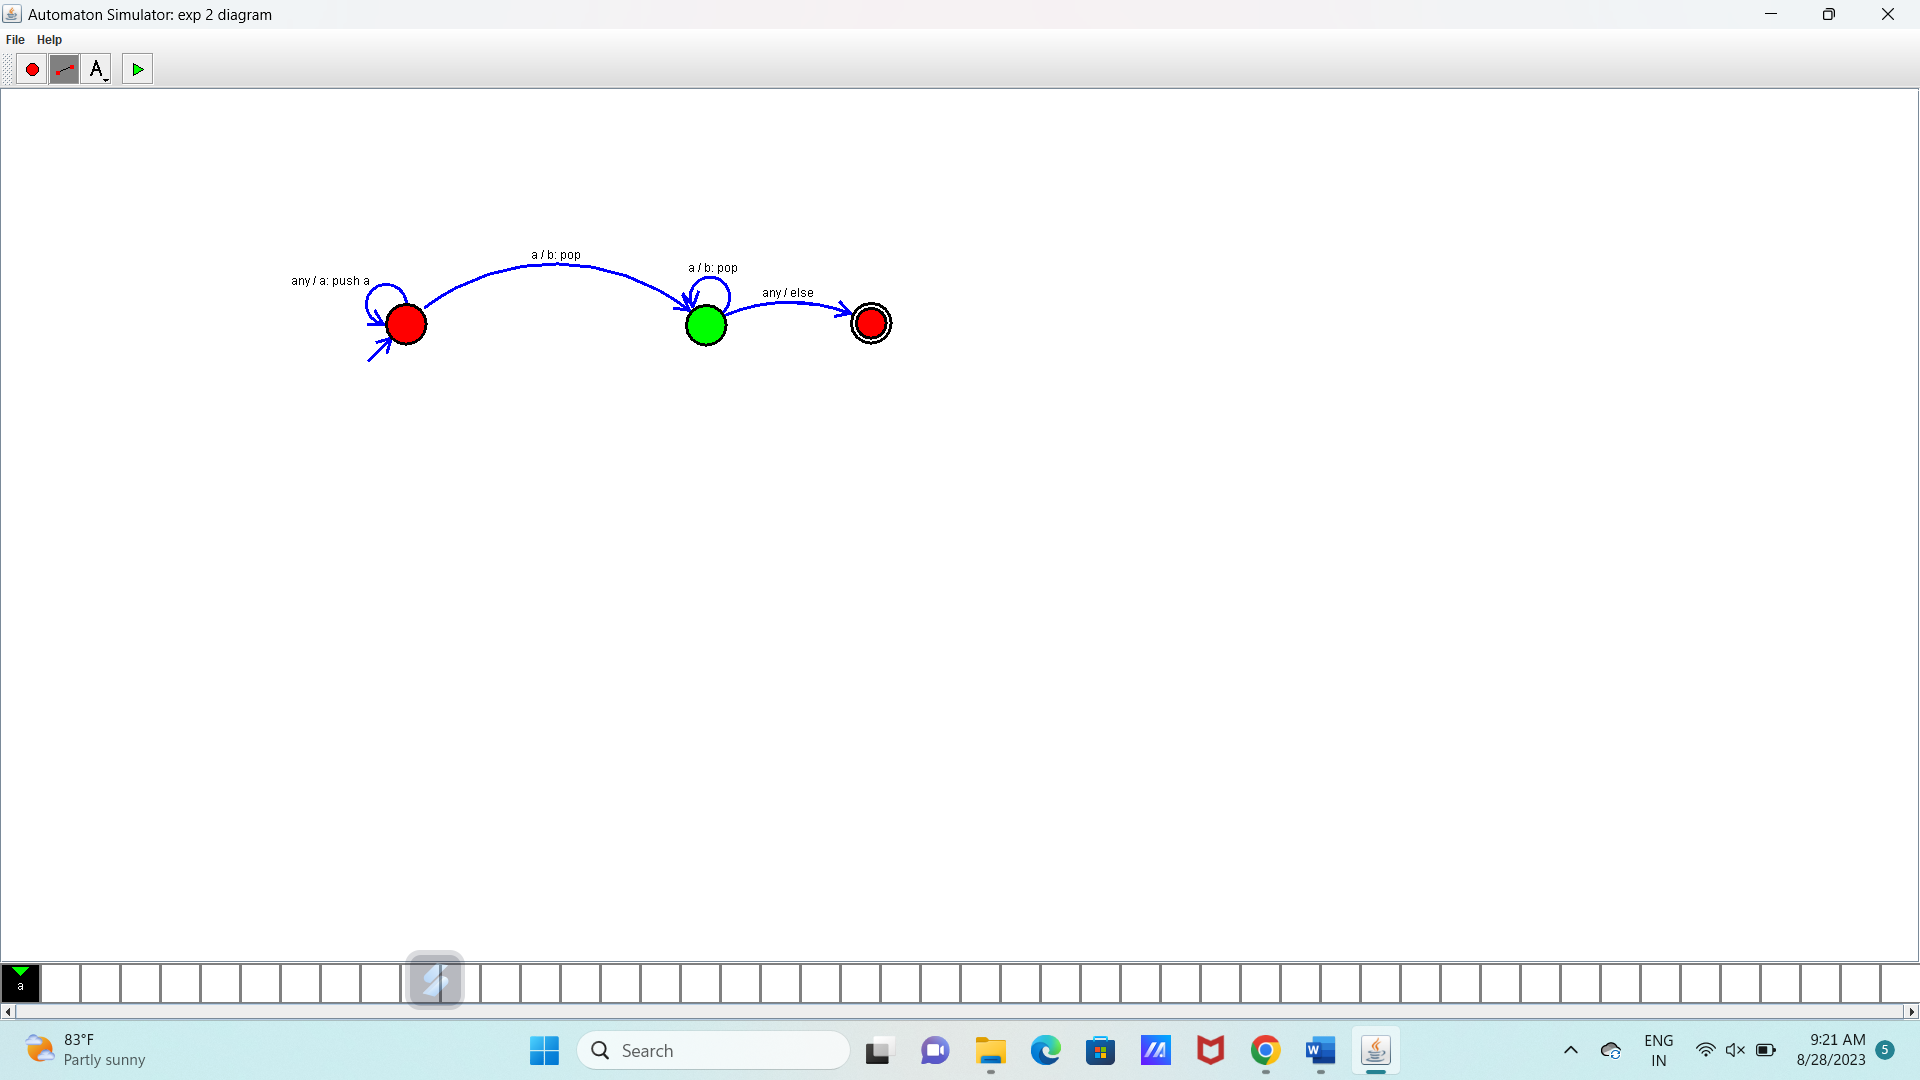 Automaton Simulator: exp 2 diagram
File Help
A
a / b: pop
a / b: pop
any / a: push a
any / else
a
83°F
Partly sunny
Search
W
ENG
IN
9:21 AM
8/28/2023
5